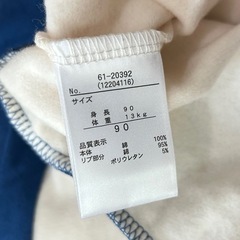 61-20392
No. (12204116)
サイズ
身長 90
体重 13kg
90
品質表示 100%
本体 綿 95%
リブ部分 綿 5%
ポリウレタン